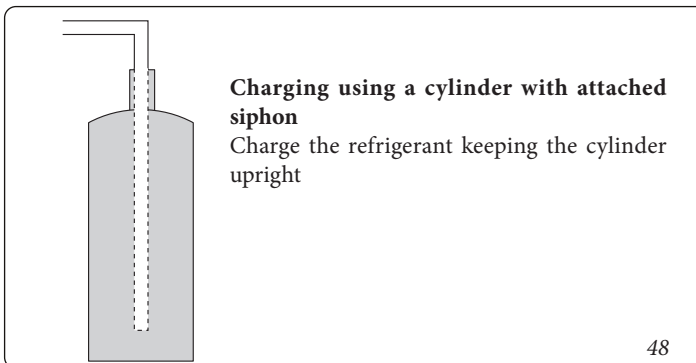 Charging using a cylinder with attached
siphon
Charge the refrigerant keeping the cylinder
upright
48